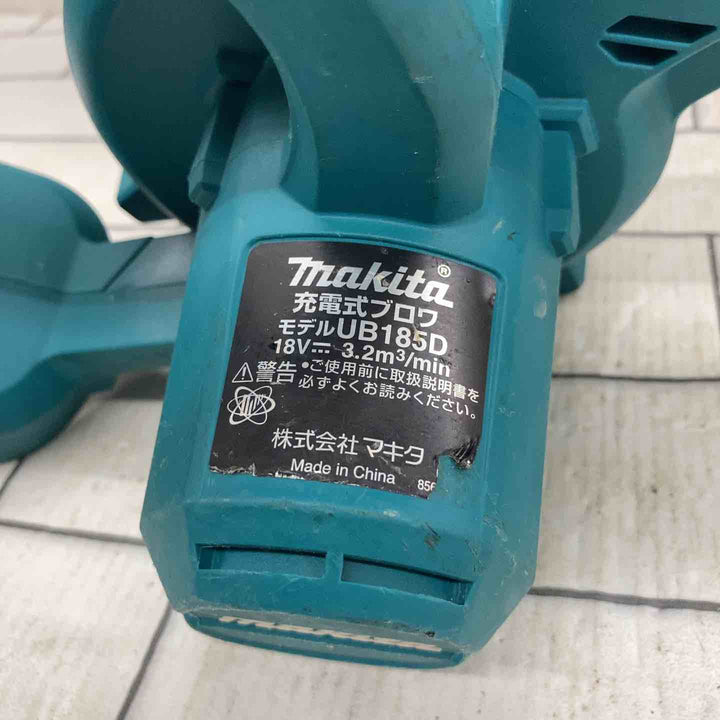 makita®
充電式ブロワ
モデルUB185D
18V⎓ 3.2m³/min
⚠警告 •ご使用前に取扱説明書を
必ずよくお読みください。
株式会社 マキタ
Made in China 856